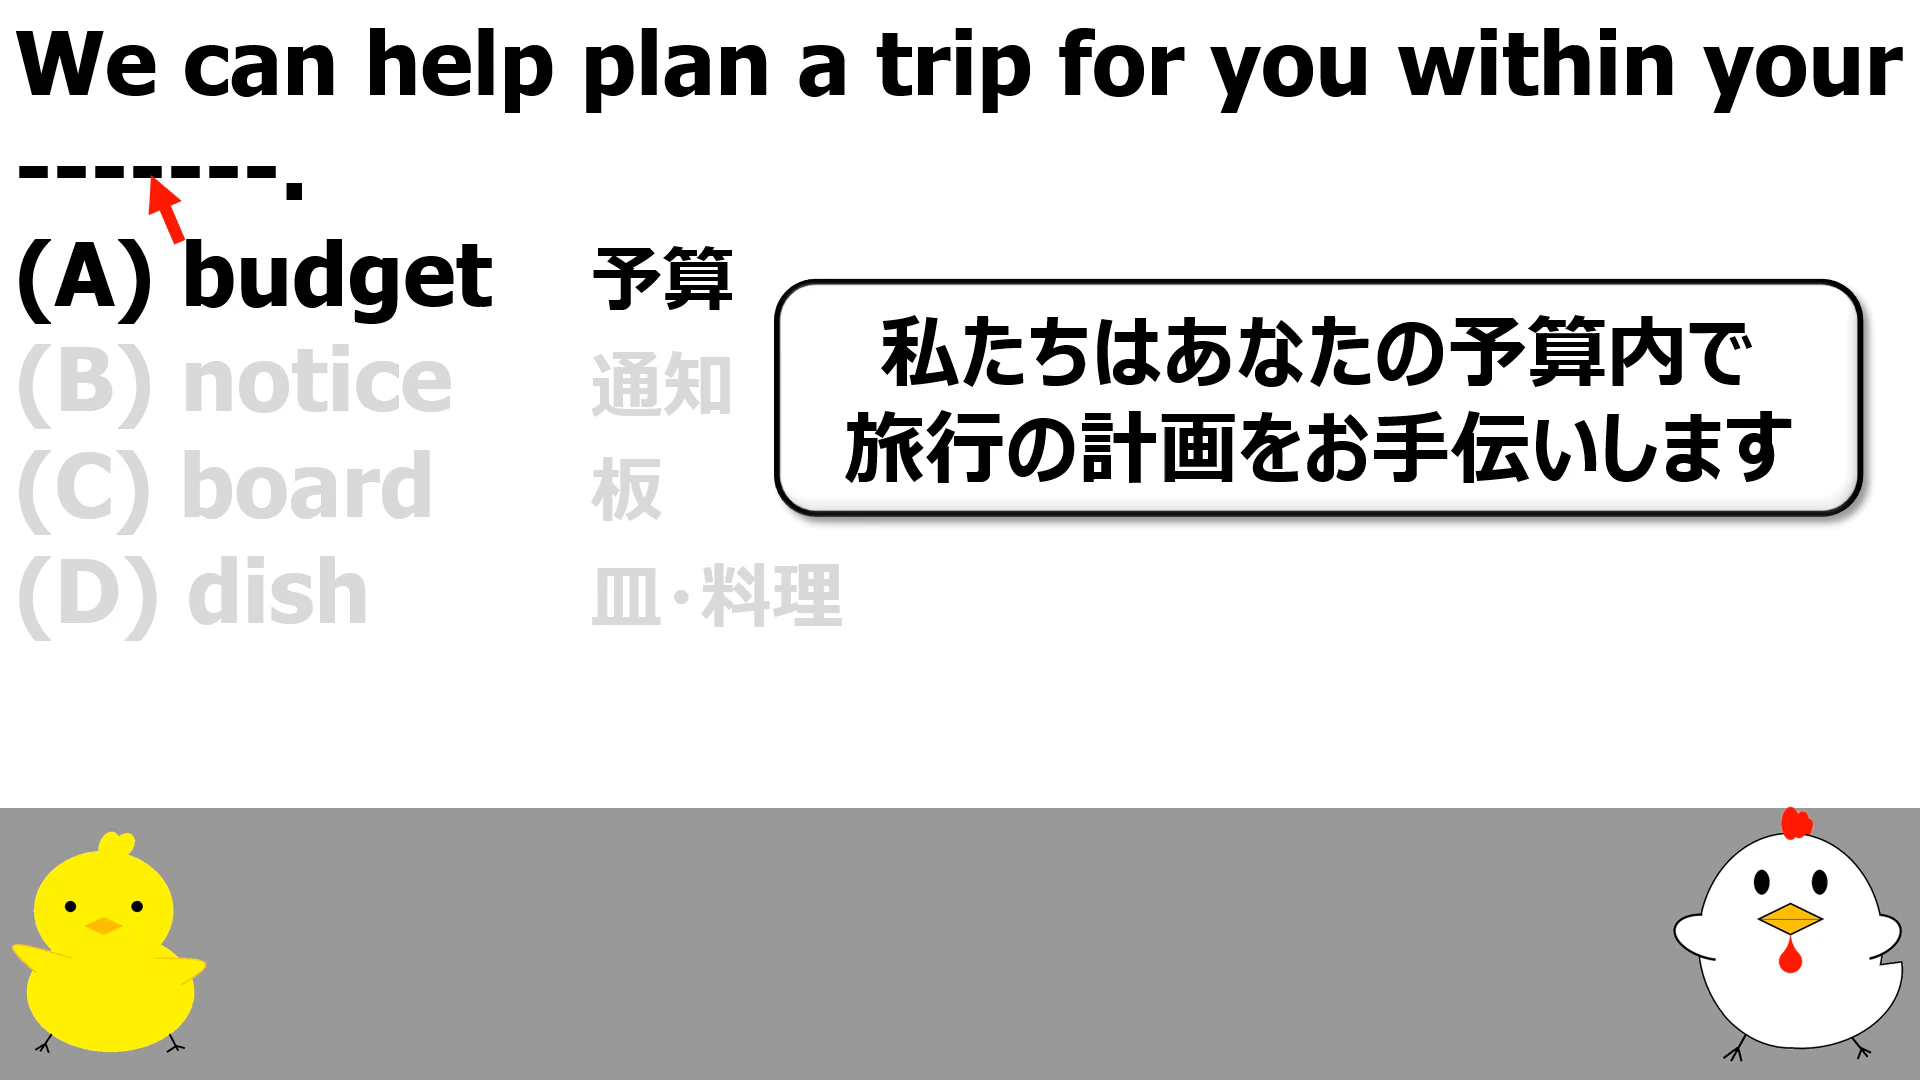 We can help plan a trip for you within your
-------.
(A) budget 予算
(B) notice 通知
(C) board 板
(D) dish 皿・料理
私たちはあなたの予算内で
旅行の計画をお手伝いします